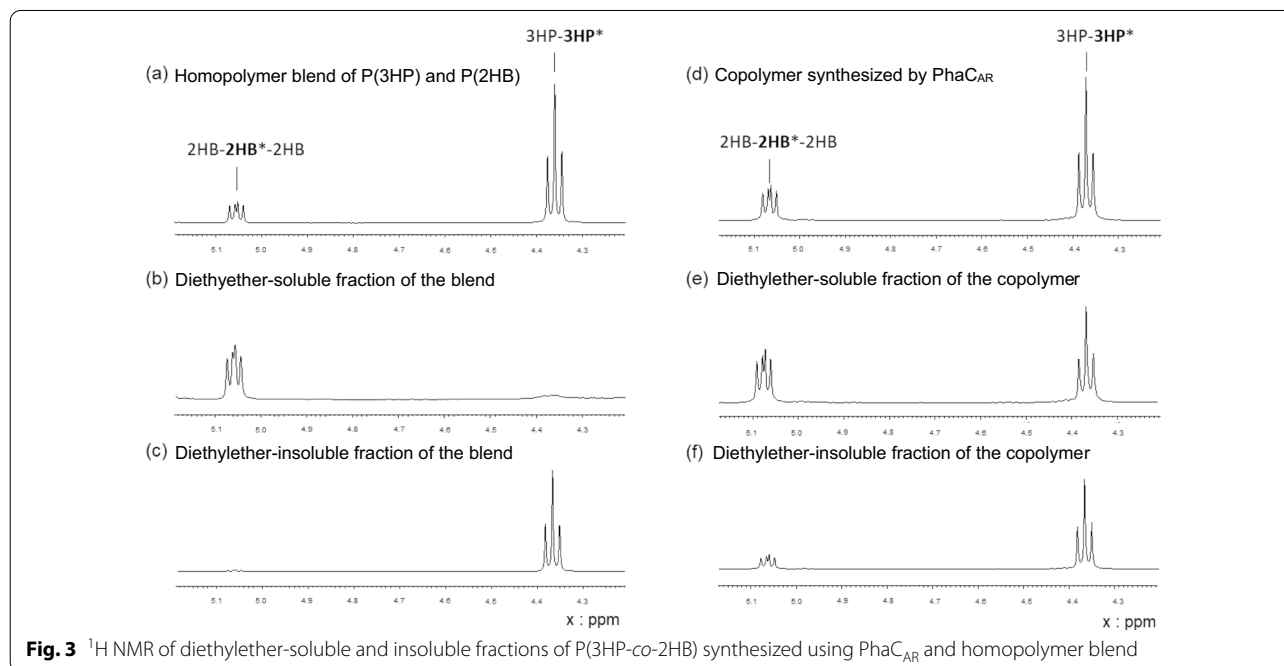 3HP-3HP*
(a) Homopolymer blend of P(3HP) and P(2HB)
2HB-2HB*-2HB
5.1 5.0 4.9 4.8 4.7 4.6 4.5 4.4 4.3
(b) Diethyether-soluble fraction of the blend
5.1 5.0 4.9 4.8 4.7 4.6 4.5 4.4 4.3
(c) Diethylether-insoluble fraction of the blend
5.1 5.0 4.9 4.8 4.7 4.6 4.5 4.4 4.3
x : ppm
3HP-3HP*
(d) Copolymer synthesized by PhaCAR
2HB-2HB*-2HB
5.1 5.0 4.9 4.8 4.7 4.6 4.5 4.4 4.3
(e) Diethylether-soluble fraction of the copolymer
5.1 5.0 4.9 4.8 4.7 4.6 4.5 4.4 4.3
(f) Diethylether-insoluble fraction of the copolymer
5.1 5.0 4.9 4.8 4.7 4.6 4.5 4.4 4.3
x : ppm
Fig. 3 ¹H NMR of diethylether-soluble and insoluble fractions of P(3HP-co-2HB) synthesized using PhaCAR and homopolymer blend